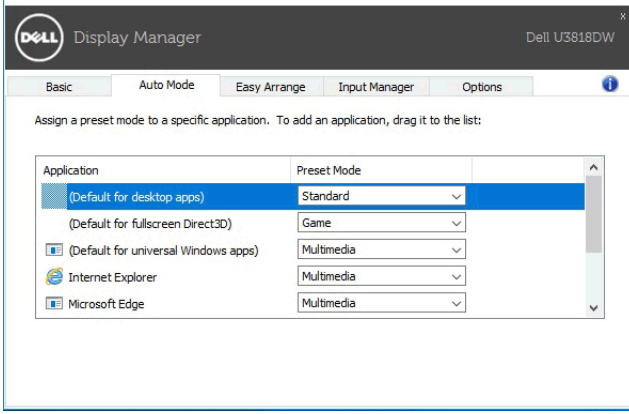 DELL Display Manager Dell U3818DW
x
Basic Auto Mode Easy Arrange Input Manager Options i
Assign a preset mode to a specific application. To add an application, drag it to the list:
Application Preset Mode
(Default for desktop apps) Standard
(Default for fullscreen Direct3D) Game
(Default for universal Windows apps) Multimedia
Internet Explorer Multimedia
Microsoft Edge Multimedia